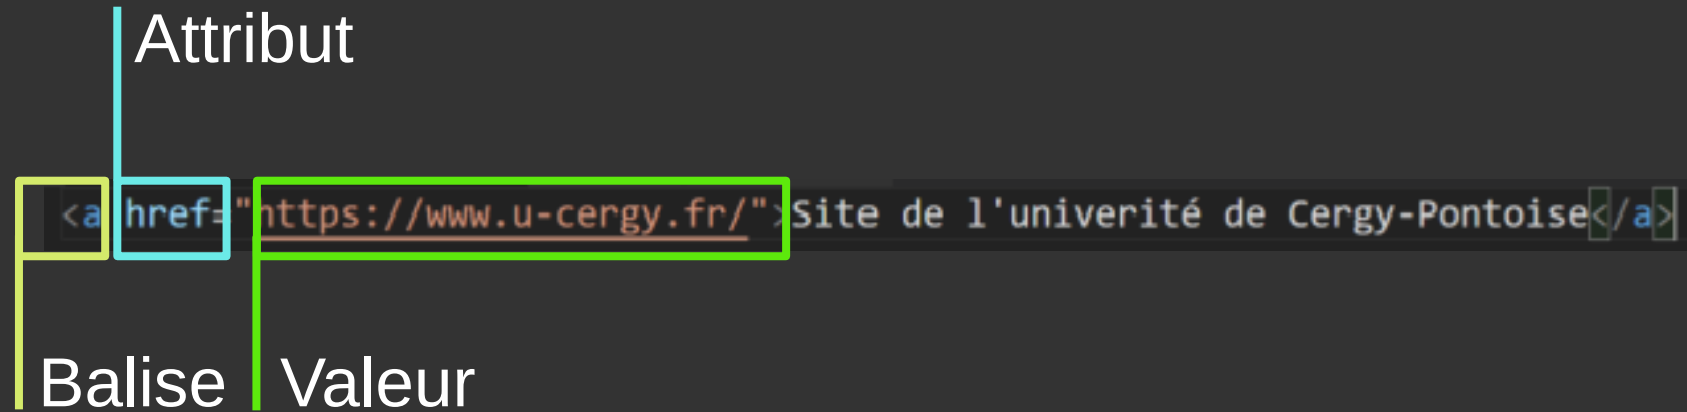 Attribut
<a href="https://www.u-cergy.fr/">Site de l'univerité de Cergy-Pontoise</a>
Balise Valeur